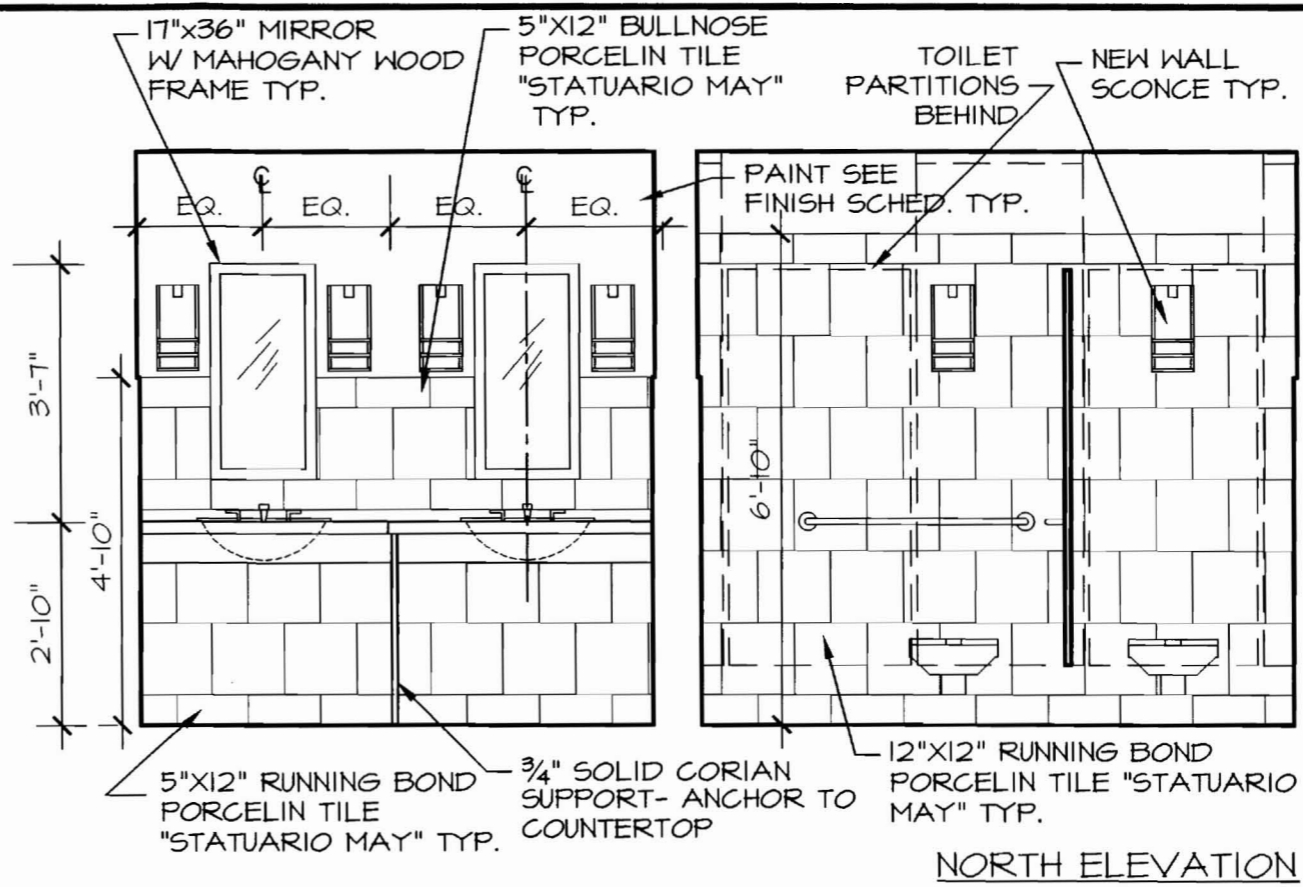 17"x36" MIRROR
W/ MAHOGANY WOOD
FRAME TYP.
5"X12" BULLNOSE
PORCELIN TILE
"STATUARIO MAY"
TYP.
TOILET
PARTITIONS
BEHIND
NEW WALL
SCONCE TYP.
PAINT SEE
FINISH SCHED. TYP.
℄
℄
EQ.
EQ.
EQ.
EQ.
3'-7"
4'-10"
2'-10"
6'-10"
5"X12" RUNNING BOND
PORCELIN TILE
"STATUARIO MAY" TYP.
¾" SOLID CORIAN
SUPPORT- ANCHOR TO
COUNTERTOP
12"X12" RUNNING BOND
PORCELIN TILE "STATUARIO
MAY" TYP.
NORTH ELEVATION